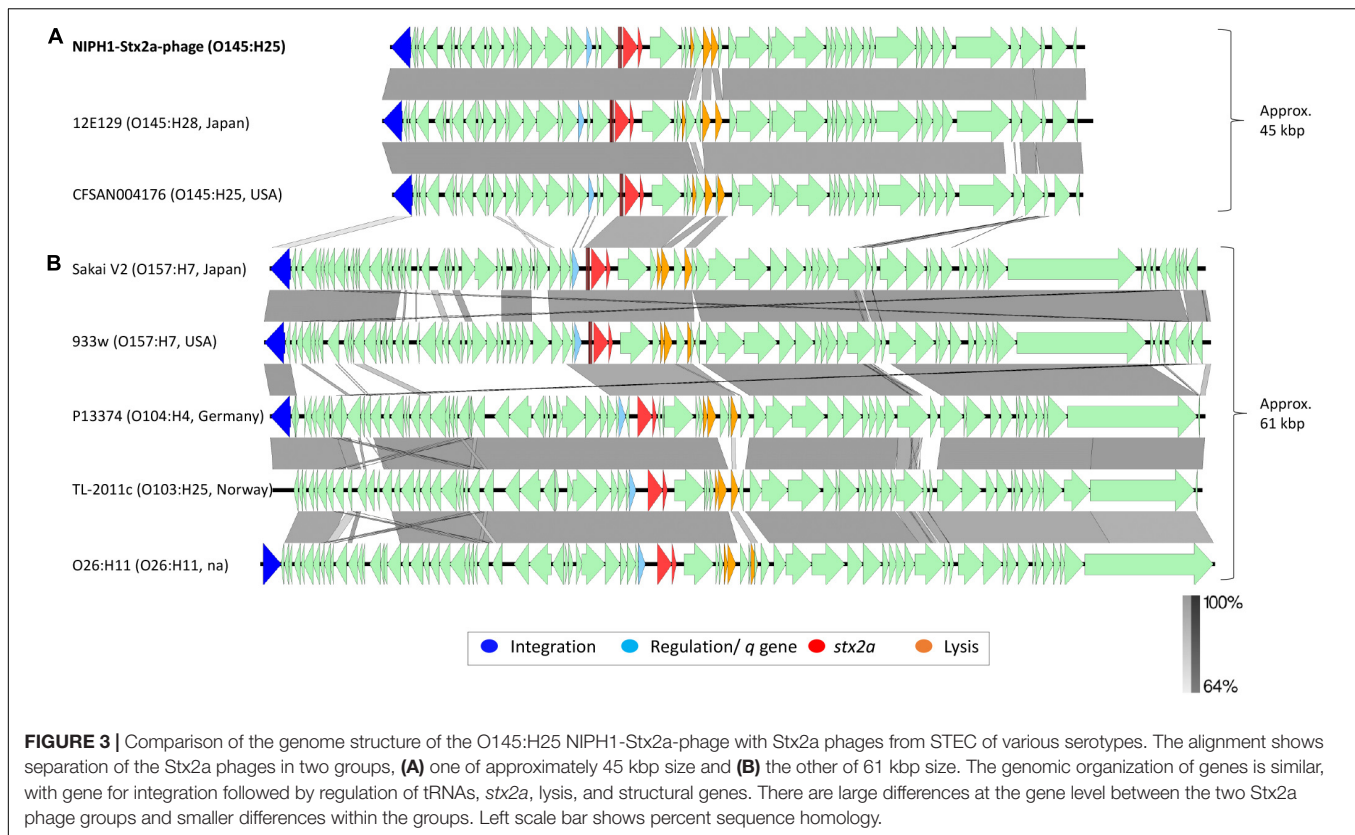 A
NIPH1-Stx2a-phage (O145:H25)
12E129 (O145:H28, Japan)
Approx.
45 kbp
CFSAN004176 (O145:H25, USA)
B
Sakai V2 (O157:H7, Japan)
933w (O157:H7, USA)
P13374 (O104:H4, Germany)
Approx.
61 kbp
TL-2011c (O103:H25, Norway)
O26:H11 (O26:H11, na)
100%
64%
Integration
Regulation/ q gene
stx2a
Lysis
FIGURE 3 | Comparison of the genome structure of the O145:H25 NIPH1-Stx2a-phage with Stx2a phages from STEC of various serotypes. The alignment shows
separation of the Stx2a phages in two groups, (A) one of approximately 45 kbp size and (B) the other of 61 kbp size. The genomic organization of genes is similar,
with gene for integration followed by regulation of tRNAs, stx2a, lysis, and structural genes. There are large differences at the gene level between the two Stx2a
phage groups and smaller differences within the groups. Left scale bar shows percent sequence homology.